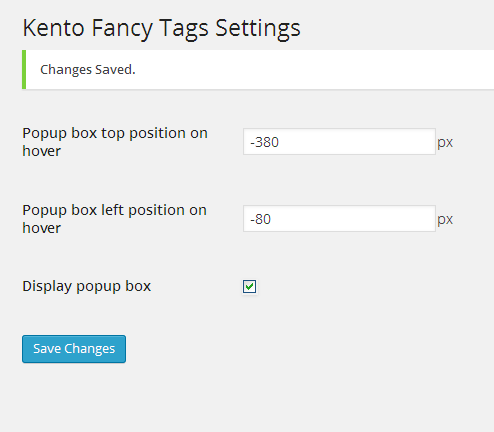 Kento Fancy Tags Settings
Changes Saved.
Popup box top position on
hover
-380 px
Popup box left position on
hover
-80 px
Display popup box
Save Changes